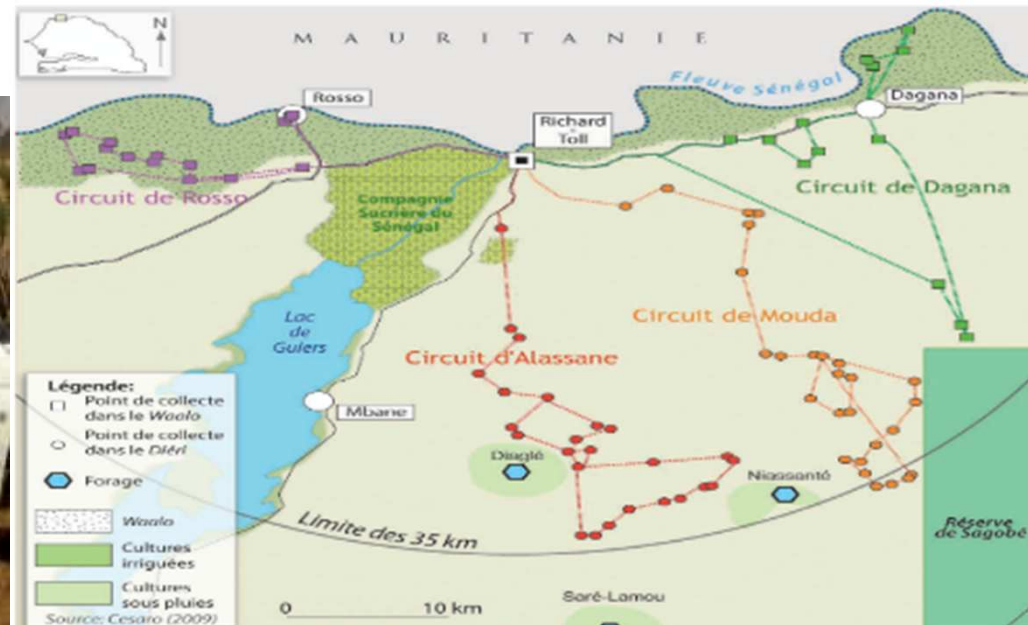 N
MAURITANIE
Fleuve Sénégal
Rosso
Dagana
Richard
Toll
Circuit de Rosso
Circuit de Dagana
Compagnie
Sucrière du
Sénégal
Circuit de Mouda
Lac
de
Guiers
Circuit d'Alassane
Mbane
Niassanté
Limite des 35 km
Réserve
de Sagobé
Saré-Lamou
0 10 km
Légende:
Point de collecte
dans le Waalo
Point de collecte
dans le Diéri
Forage
Waalo
Cultures
irriguées
Cultures
sous pluies
Source: Cesaro (2009)